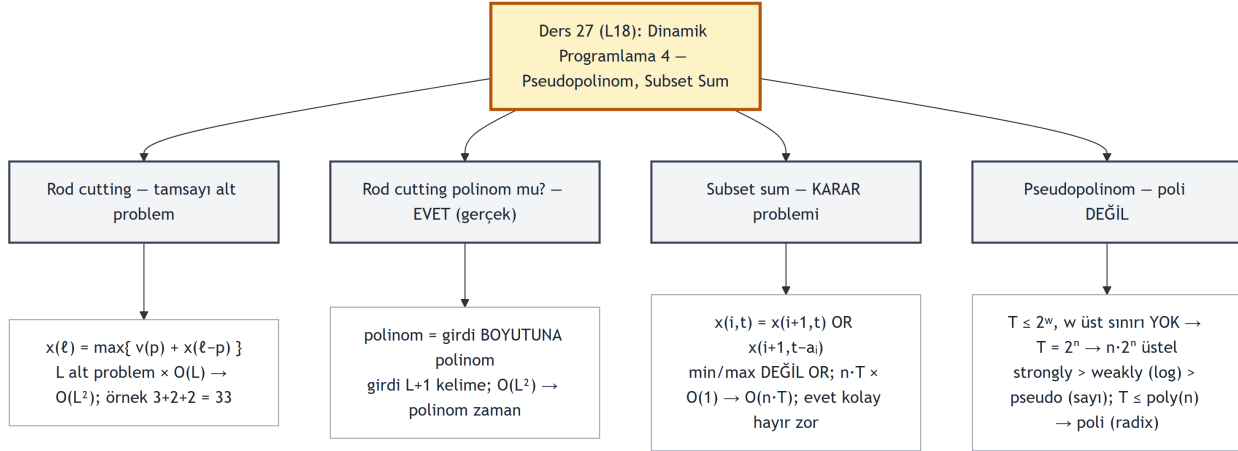 Ders 27 (L18): Dinamik
Programlama 4 —
Pseudopolinom, Subset Sum
Rod cutting — tamsayı alt
problem
Rod cutting polinom mu? —
EVET (gerçek)
Subset sum — KARAR
problemi
Pseudopolinom — poli
DEĞİL
x(ℓ) = max{ v(p) + x(ℓ−p) }
L alt problem × O(L) →
O(L²); örnek 3+2+2 = 33
polinom = girdi BOYUTUNA
polinom
girdi L+1 kelime; O(L²) →
polinom zaman
x(i,t) = x(i+1,t) OR
x(i+1,t−aᵢ)
min/max DEĞİL OR; n·T ×
O(1) → O(n·T); evet kolay
hayır zor
T ≤ 2ʷ, w üst sınırı YOK →
T = 2ⁿ → n·2ⁿ üstel
strongly > weakly (log) >
pseudo (sayı); T ≤ poly(n)
→ poli (radix)